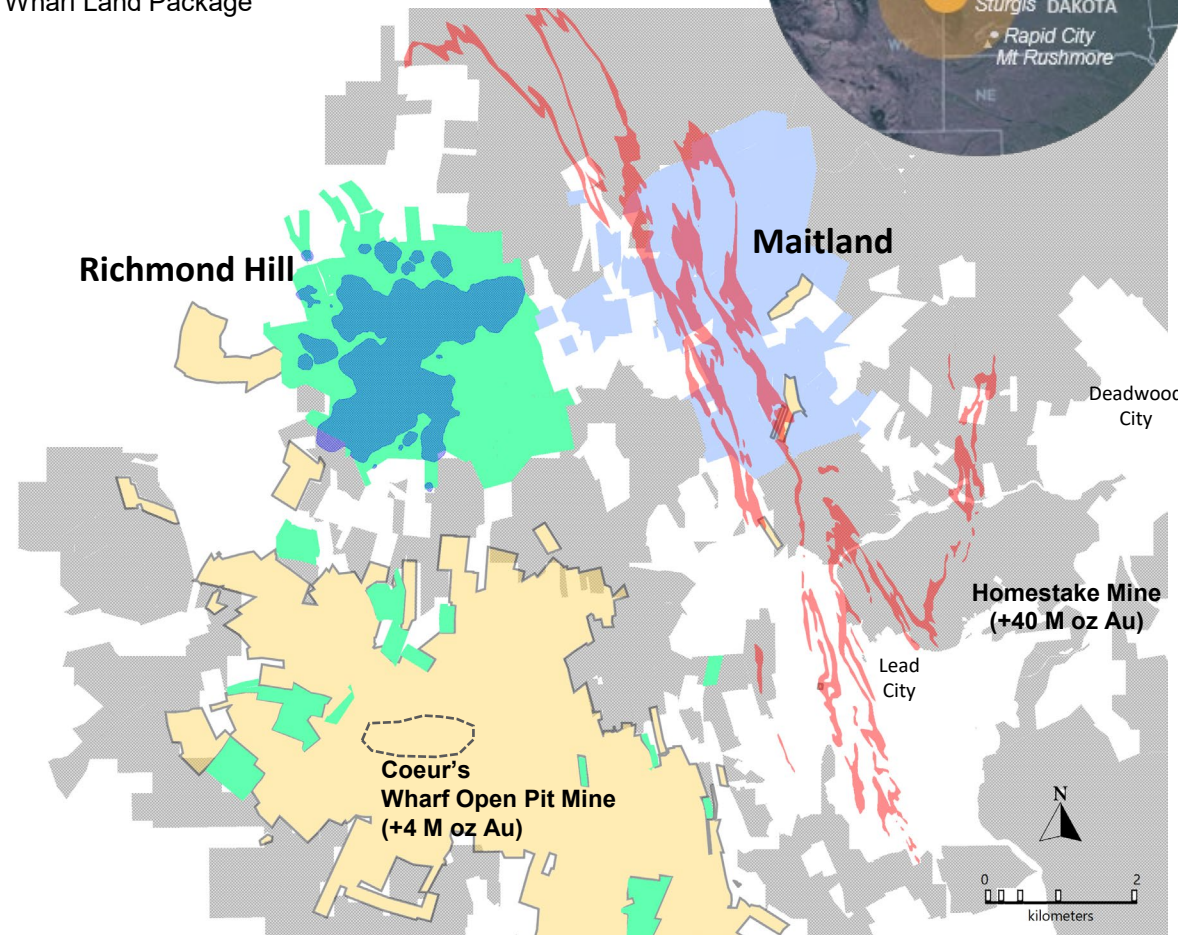 Wharf Land Package
Sturgis DAKOTA
Rapid City
Mt Rushmore
WY
NE
Richmond Hill
Maitland
Deadwood
City
Homestake Mine
(+40 M oz Au)
Lead
City
Coeur's
Wharf Open Pit Mine
(+4 M oz Au)
N
0 2
kilometers